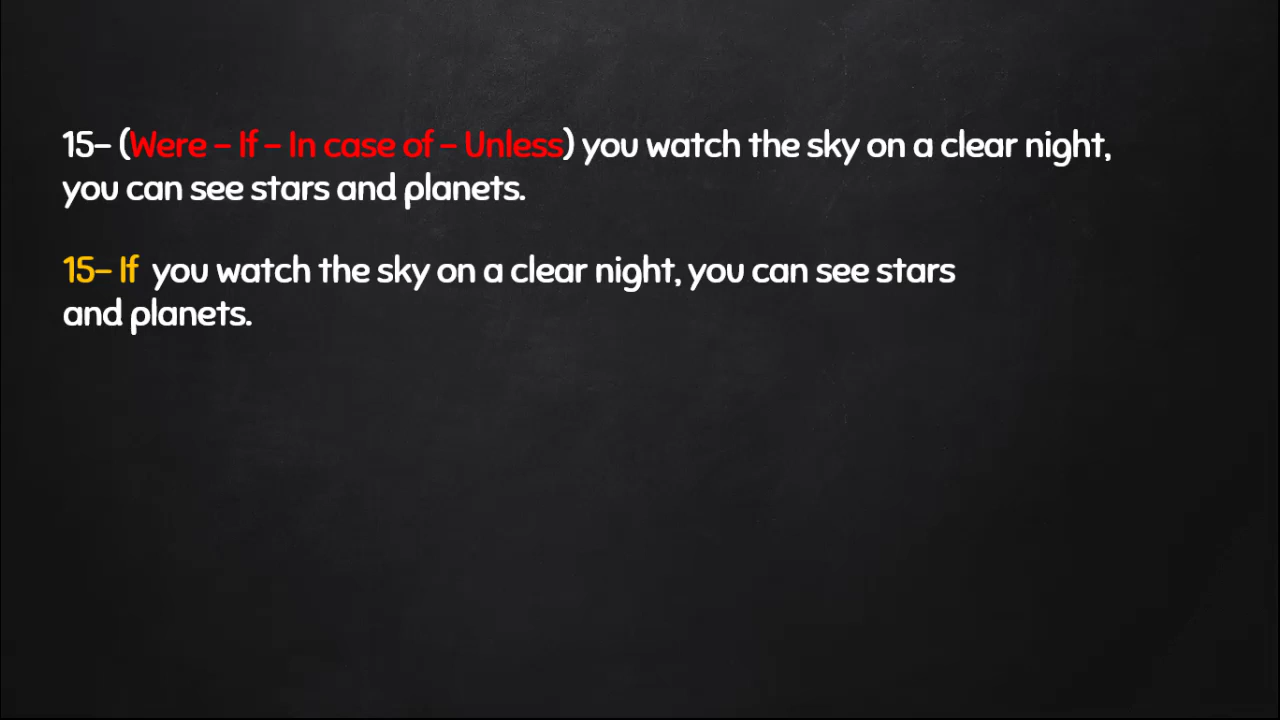 15– (Were – If – In case of – Unless) you watch the sky on a clear night,
you can see stars and planets.
15– If you watch the sky on a clear night, you can see stars
and planets.